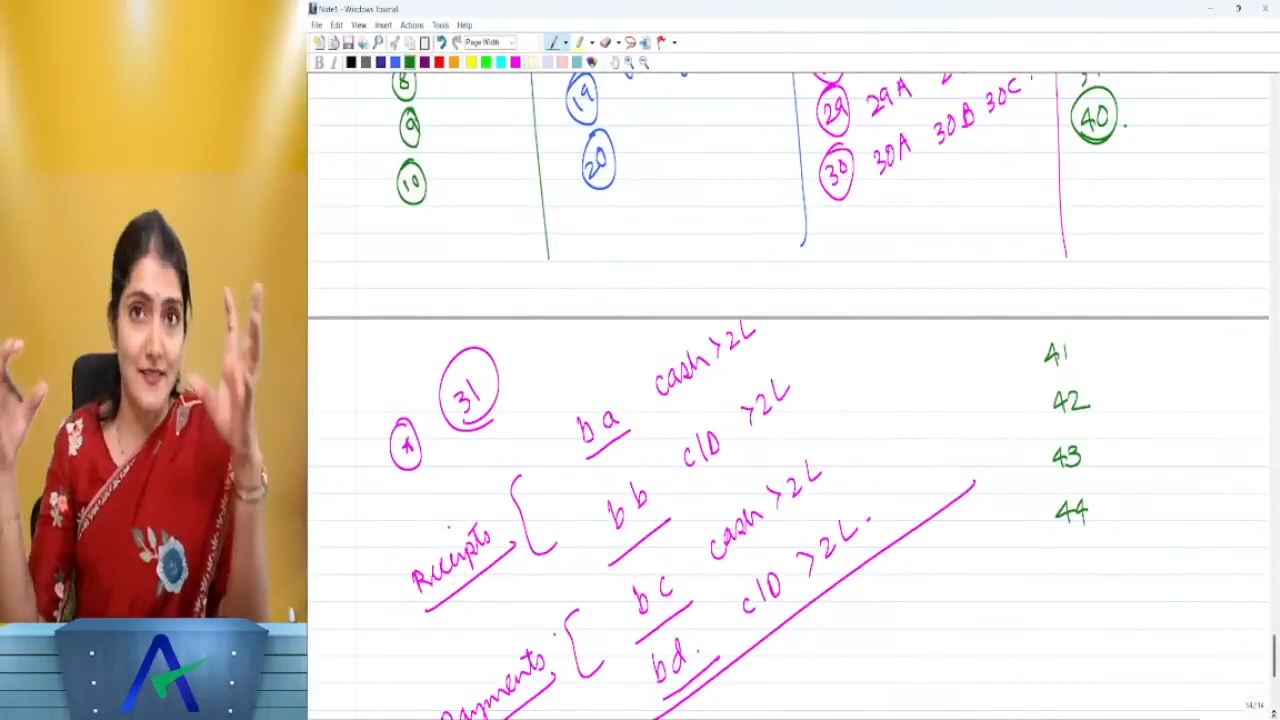 Note1 - Windows Journal
File Edit View Insert Actions Tools Help
Page Width
B I
8
9
10
19
20
29 29A
30 30A 30B 30C
40
31
ba cash >2L
Receipts bb c/D >2L
bc cash >2L
Payments bd. c/D >2L.
41
42
43
44
14/14